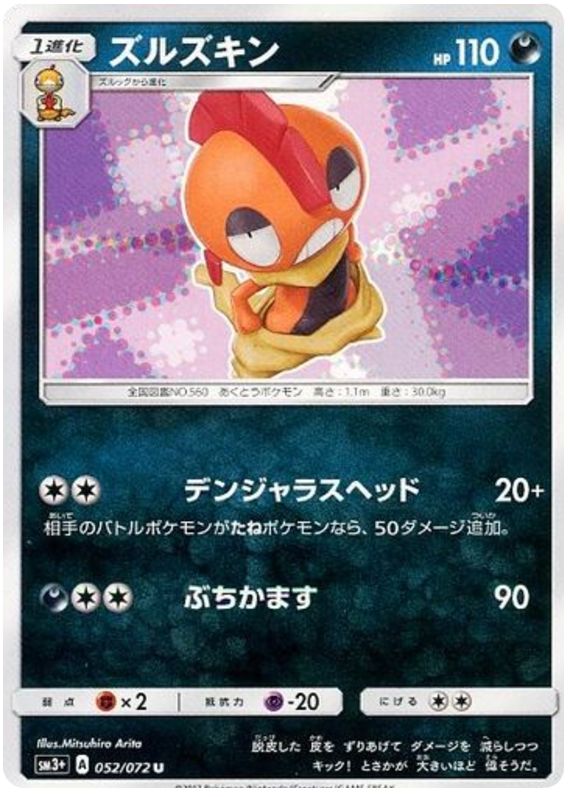 1進化 ズルズキン HP 110
ズルッグから進化
全国図鑑NO.560 あくとうポケモン 高さ:1.1m 重さ:30.0kg
デンジャラスヘッド 20+
相手のバトルポケモンがたねポケモンなら、50ダメージ追加。
ぶちかます 90
弱点 ×2 抵抗力 -20 にげる
Illus.Mitsuhiro Arita
SM3+ A 052/072 U
脱皮した 皮を ずりあげて ダメージを 減らしつつ
キック! とさかが 大きいほど 偉そうだ。